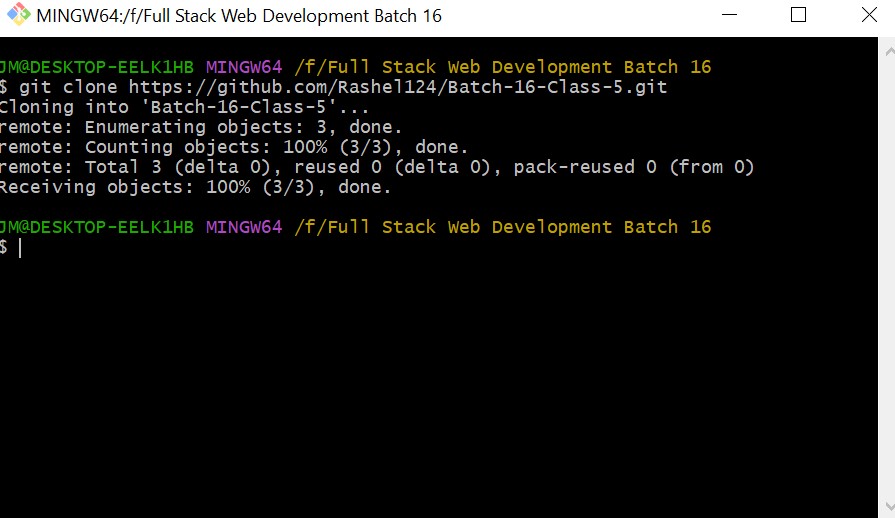 MINGW64:/f/Full Stack Web Development Batch 16
JM@DESKTOP-EELK1HB MINGW64 /f/Full Stack Web Development Batch 16
$ git clone https://github.com/Rashel124/Batch-16-Class-5.git
Cloning into 'Batch-16-Class-5'...
remote: Enumerating objects: 3, done.
remote: Counting objects: 100% (3/3), done.
remote: Total 3 (delta 0), reused 0 (delta 0), pack-reused 0 (from 0)
Receiving objects: 100% (3/3), done.
JM@DESKTOP-EELK1HB MINGW64 /f/Full Stack Web Development Batch 16
$